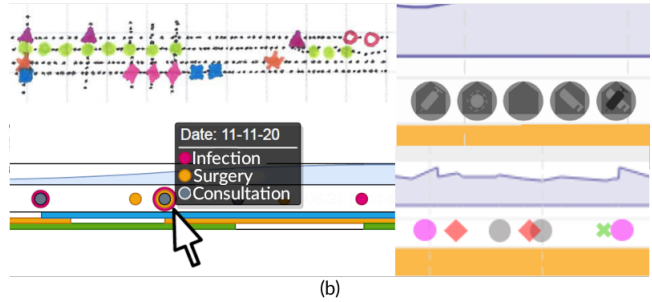 Date: 11-11-20
Infection
Surgery
Consultation
(b)